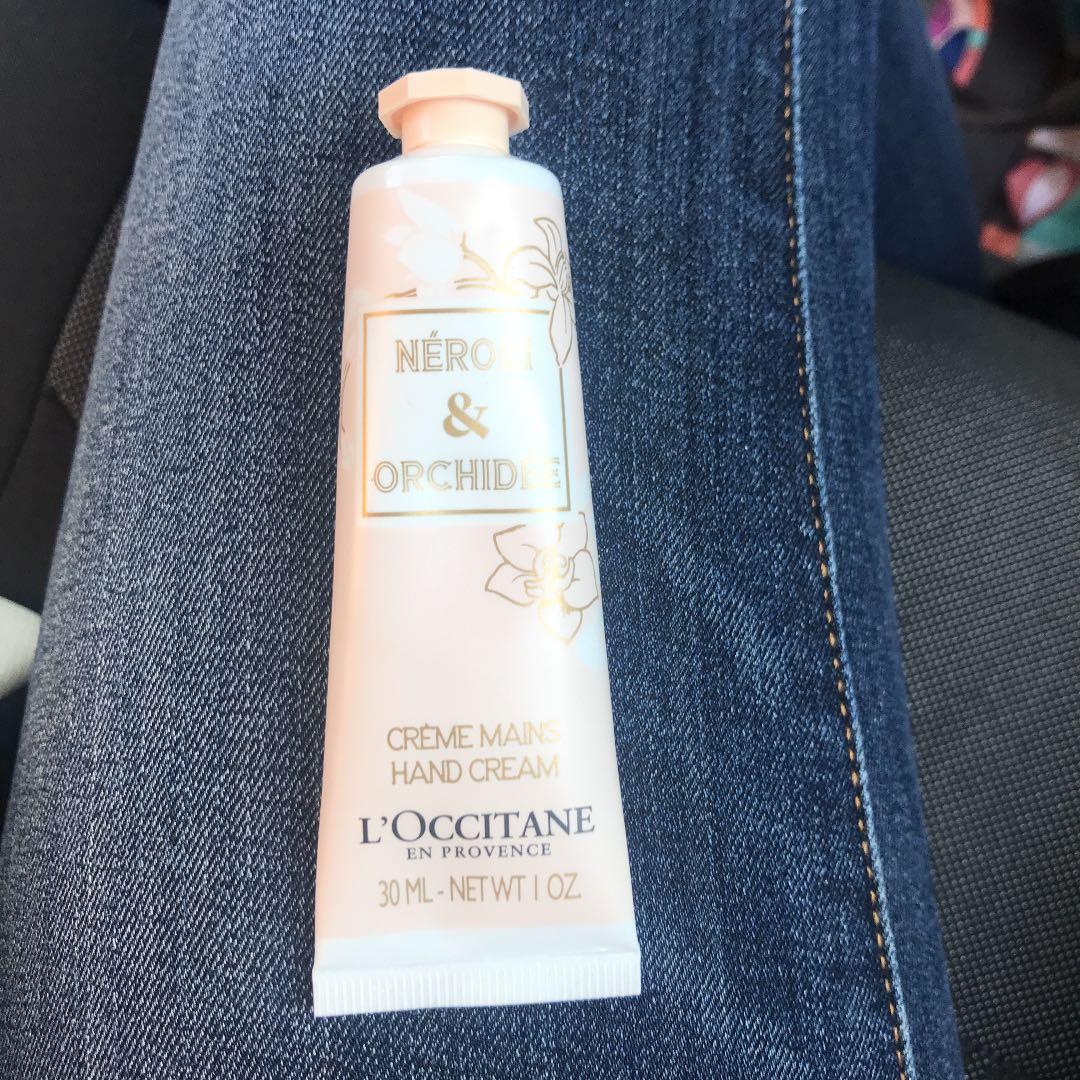 NÉROLI
&
ORCHIDÉE
CRÈME MAINS
HAND CREAM
L'OCCITANE
EN PROVENCE
30 ML - NET WT 1 OZ.